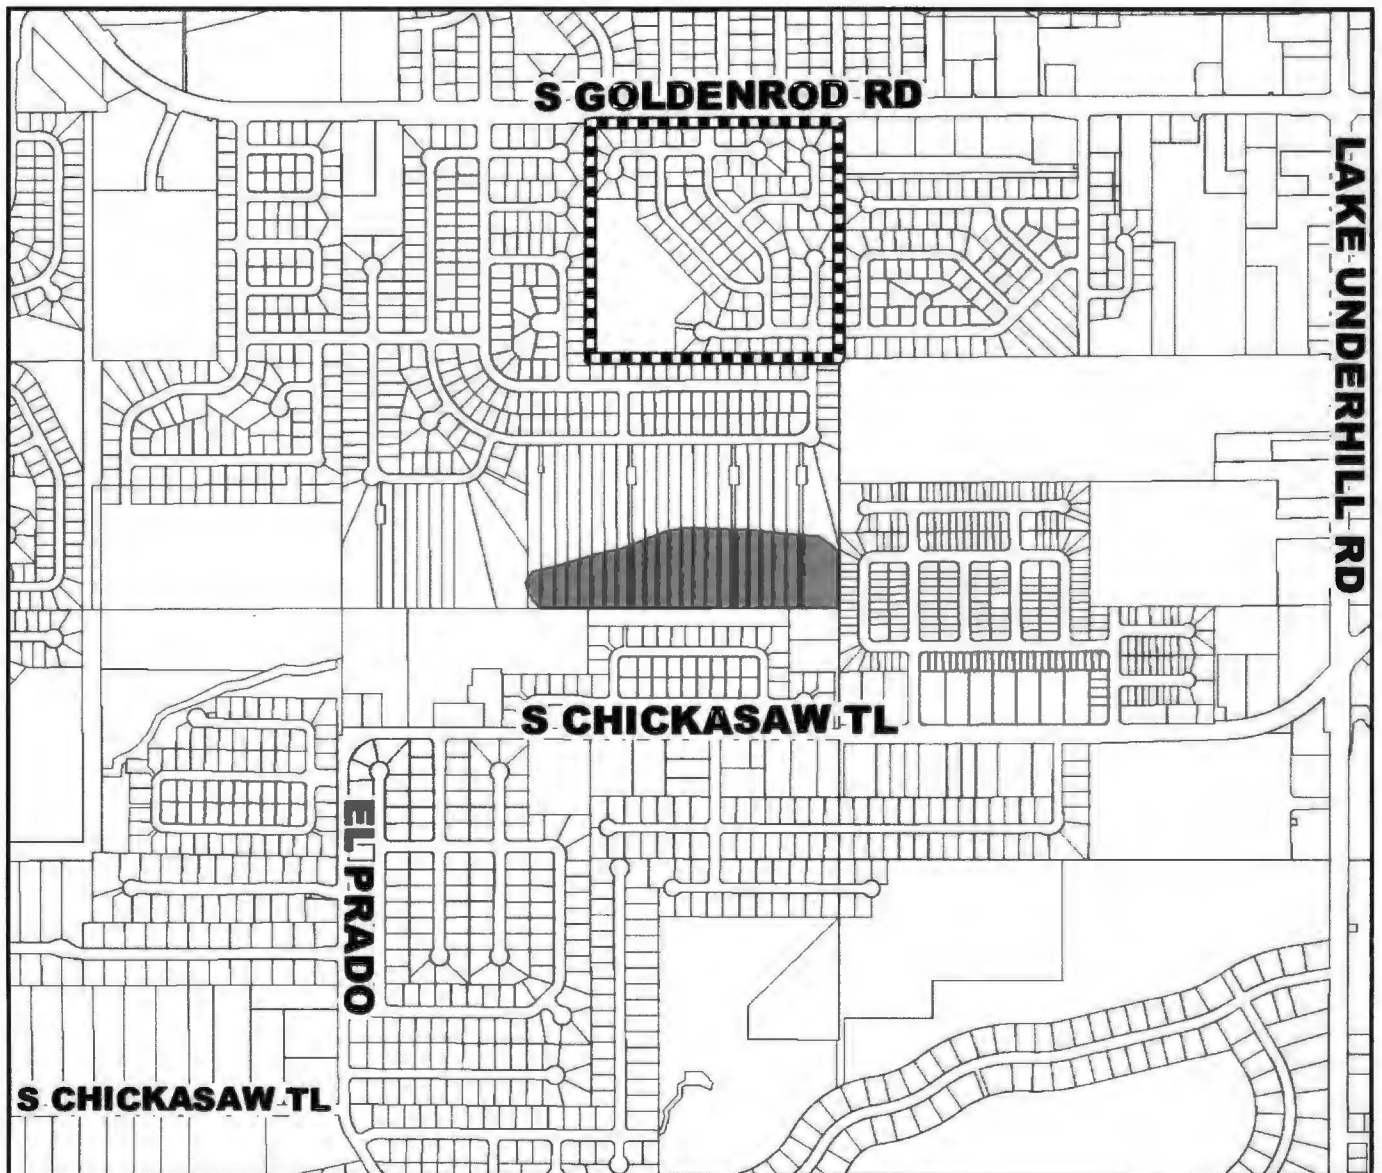 S GOLDENROD RD
LAKE UNDERHILL RD
S CHICKASAW TL
EL PRADO
S CHICKASAW TL